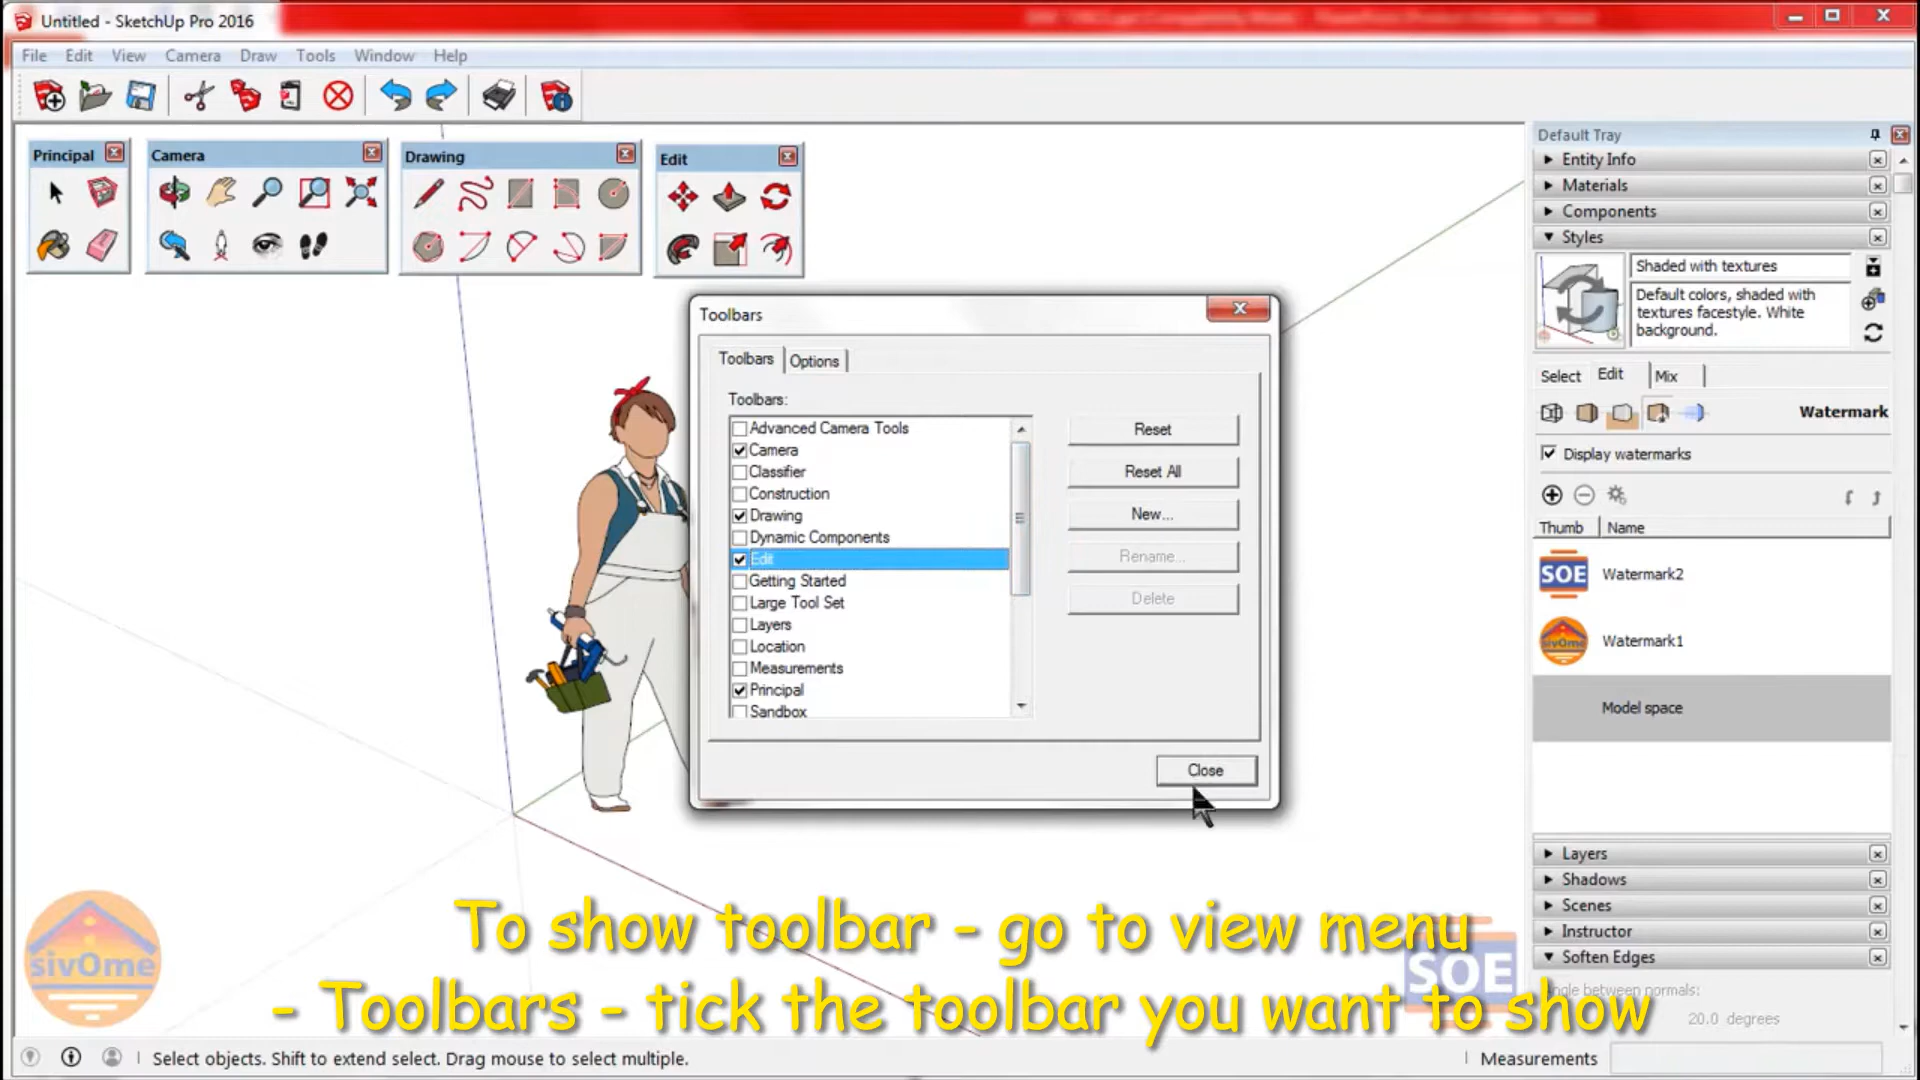 Untitled - SketchUp Pro 2016
File Edit View Camera Draw Tools Window Help
Principal
Camera
Drawing
Edit
Default Tray
Entity Info
Materials
Components
Styles
Shaded with textures
Default colors, shaded with
textures facestyle. White
background.
Select Edit Mix
Watermark
Display watermarks
Thumb Name
SOE Watermark2
sivOme Watermark1
Model space
Layers
Shadows
Scenes
Instructor
Soften Edges
Angle between normals:
20.0 degrees
Toolbars
Toolbars Options
Toolbars:
Advanced Camera Tools
Camera
Classifier
Construction
Drawing
Dynamic Components
Edit
Getting Started
Large Tool Set
Layers
Location
Measurements
Principal
Sandbox
Reset
Reset All
New...
Rename...
Delete
Close
To show toolbar - go to view menu
- Toolbars - tick the toolbar you want to show
sivOme
SOE
Select objects. Shift to extend select. Drag mouse to select multiple.
Measurements